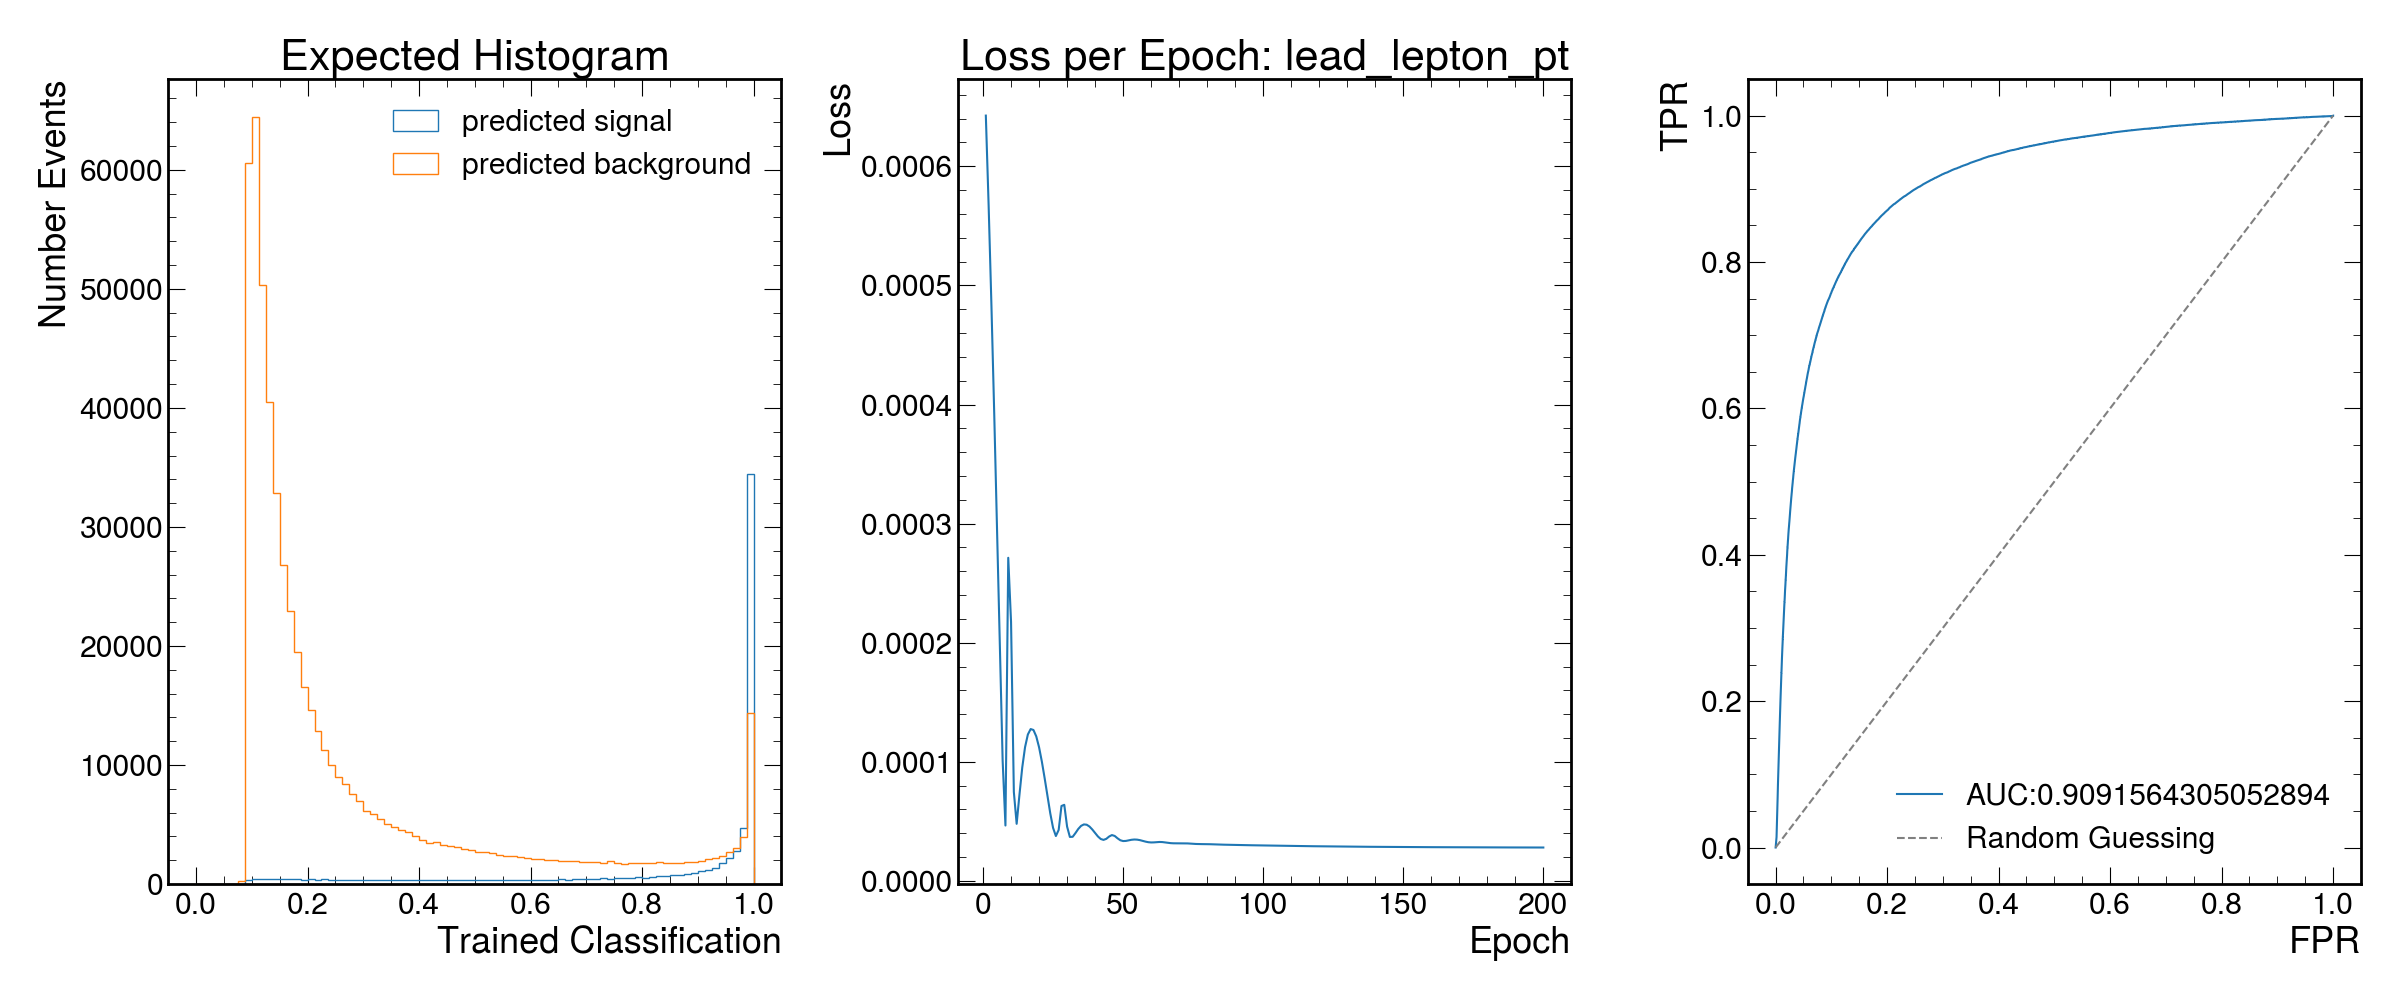 Expected Histogram
Number Events
predicted signal
predicted background
60000
50000
40000
30000
20000
10000
0
0.0 0.2 0.4 0.6 0.8 1.0
Trained Classification
Loss per Epoch: lead_lepton_pt
Loss
0.0006
0.0005
0.0004
0.0003
0.0002
0.0001
0.0000
0 50 100 150 200
Epoch
TPR
1.0
0.8
0.6
0.4
0.2
0.0
AUC:0.9091564305052894
Random Guessing
0.0 0.2 0.4 0.6 0.8 1.0
FPR